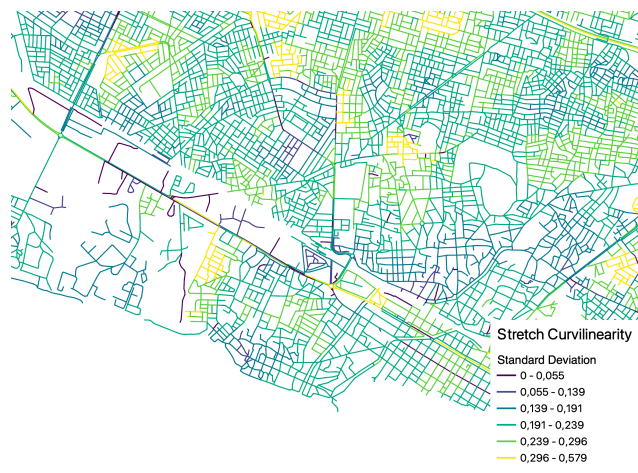 Stretch Curvilinearity
Standard Deviation
0 - 0,055
0,055 - 0,139
0,139 - 0,191
0,191 - 0,239
0,239 - 0,296
0,296 - 0,579